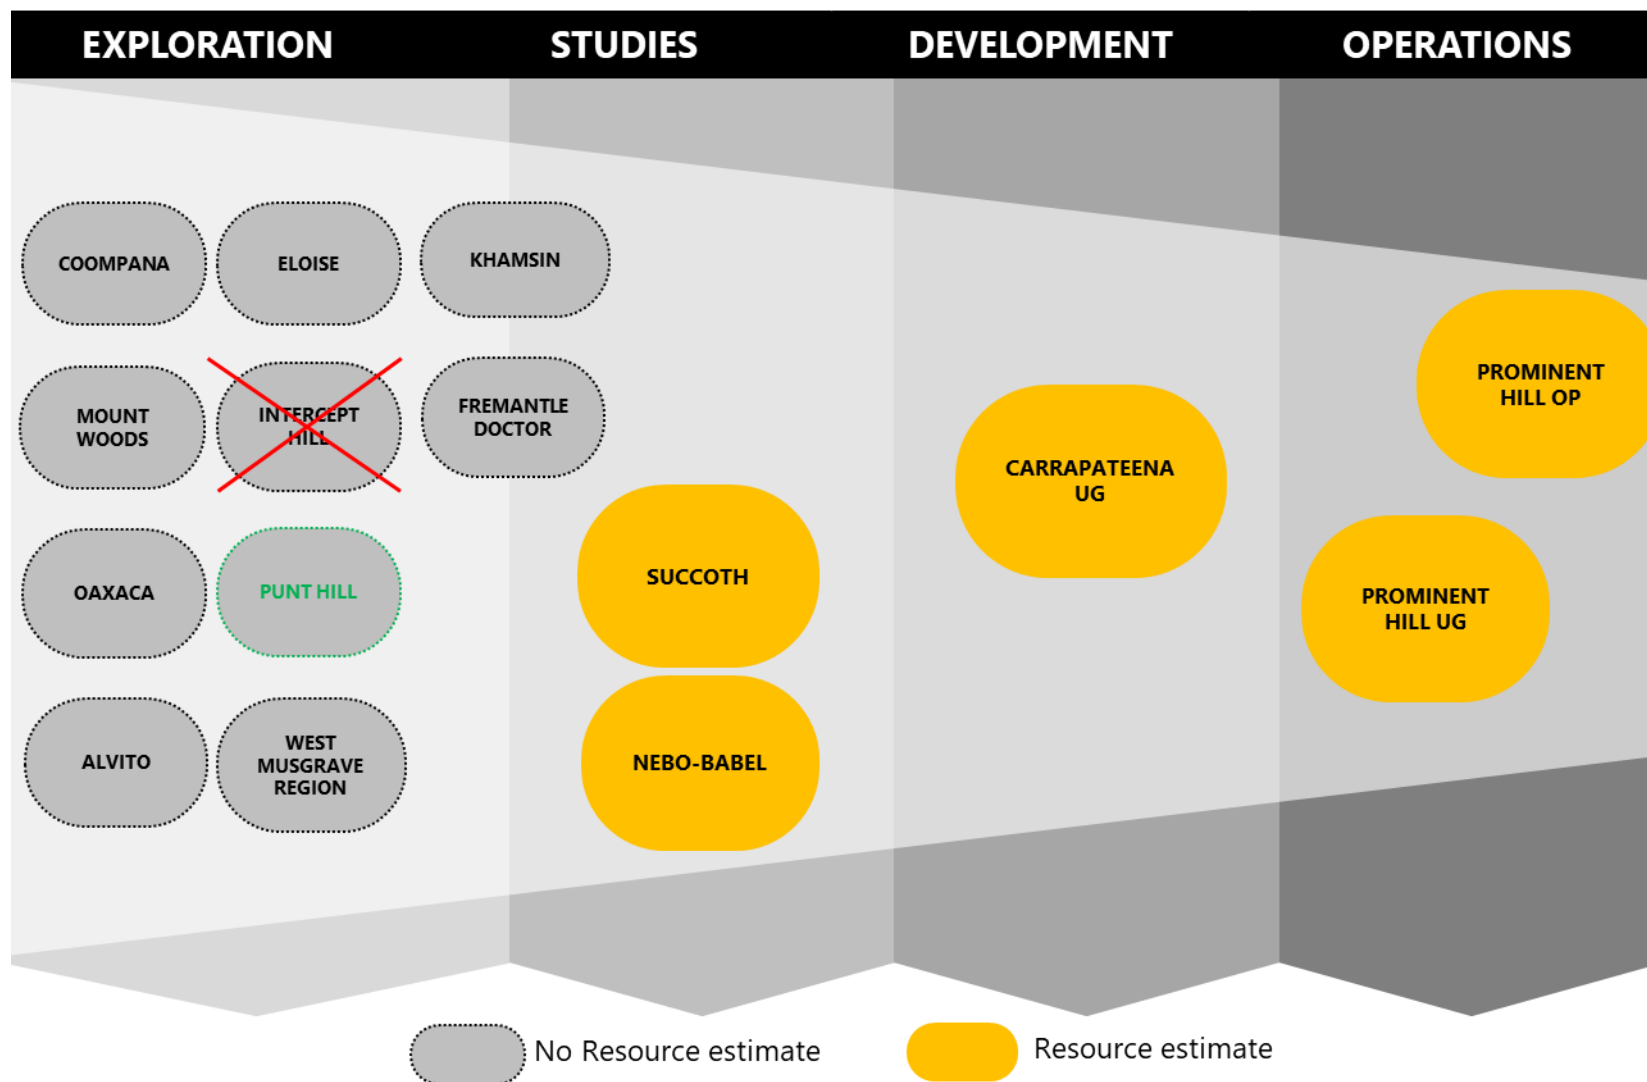 EXPLORATION
STUDIES
DEVELOPMENT
OPERATIONS
COOMPANA
ELOISE
KHAMSIN
MOUNT
WOODS
INTERCEPT
HILL
FREMANTLE
DOCTOR
OAXACA
PUNT HILL
ALVITO
WEST
MUSGRAVE
REGION
SUCCOTH
NEBO-BABEL
CARRAPATEENA
UG
PROMINENT
HILL OP
PROMINENT
HILL UG
No Resource estimate
Resource estimate